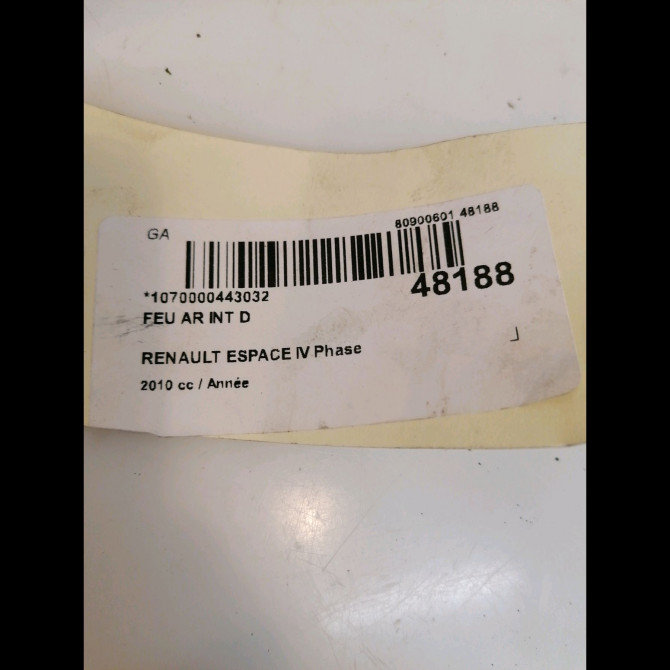 GA
80900601 48188
48188
*1070000443032
FEU AR INT D
RENAULT ESPACE IV Phase
2010 cc / Année